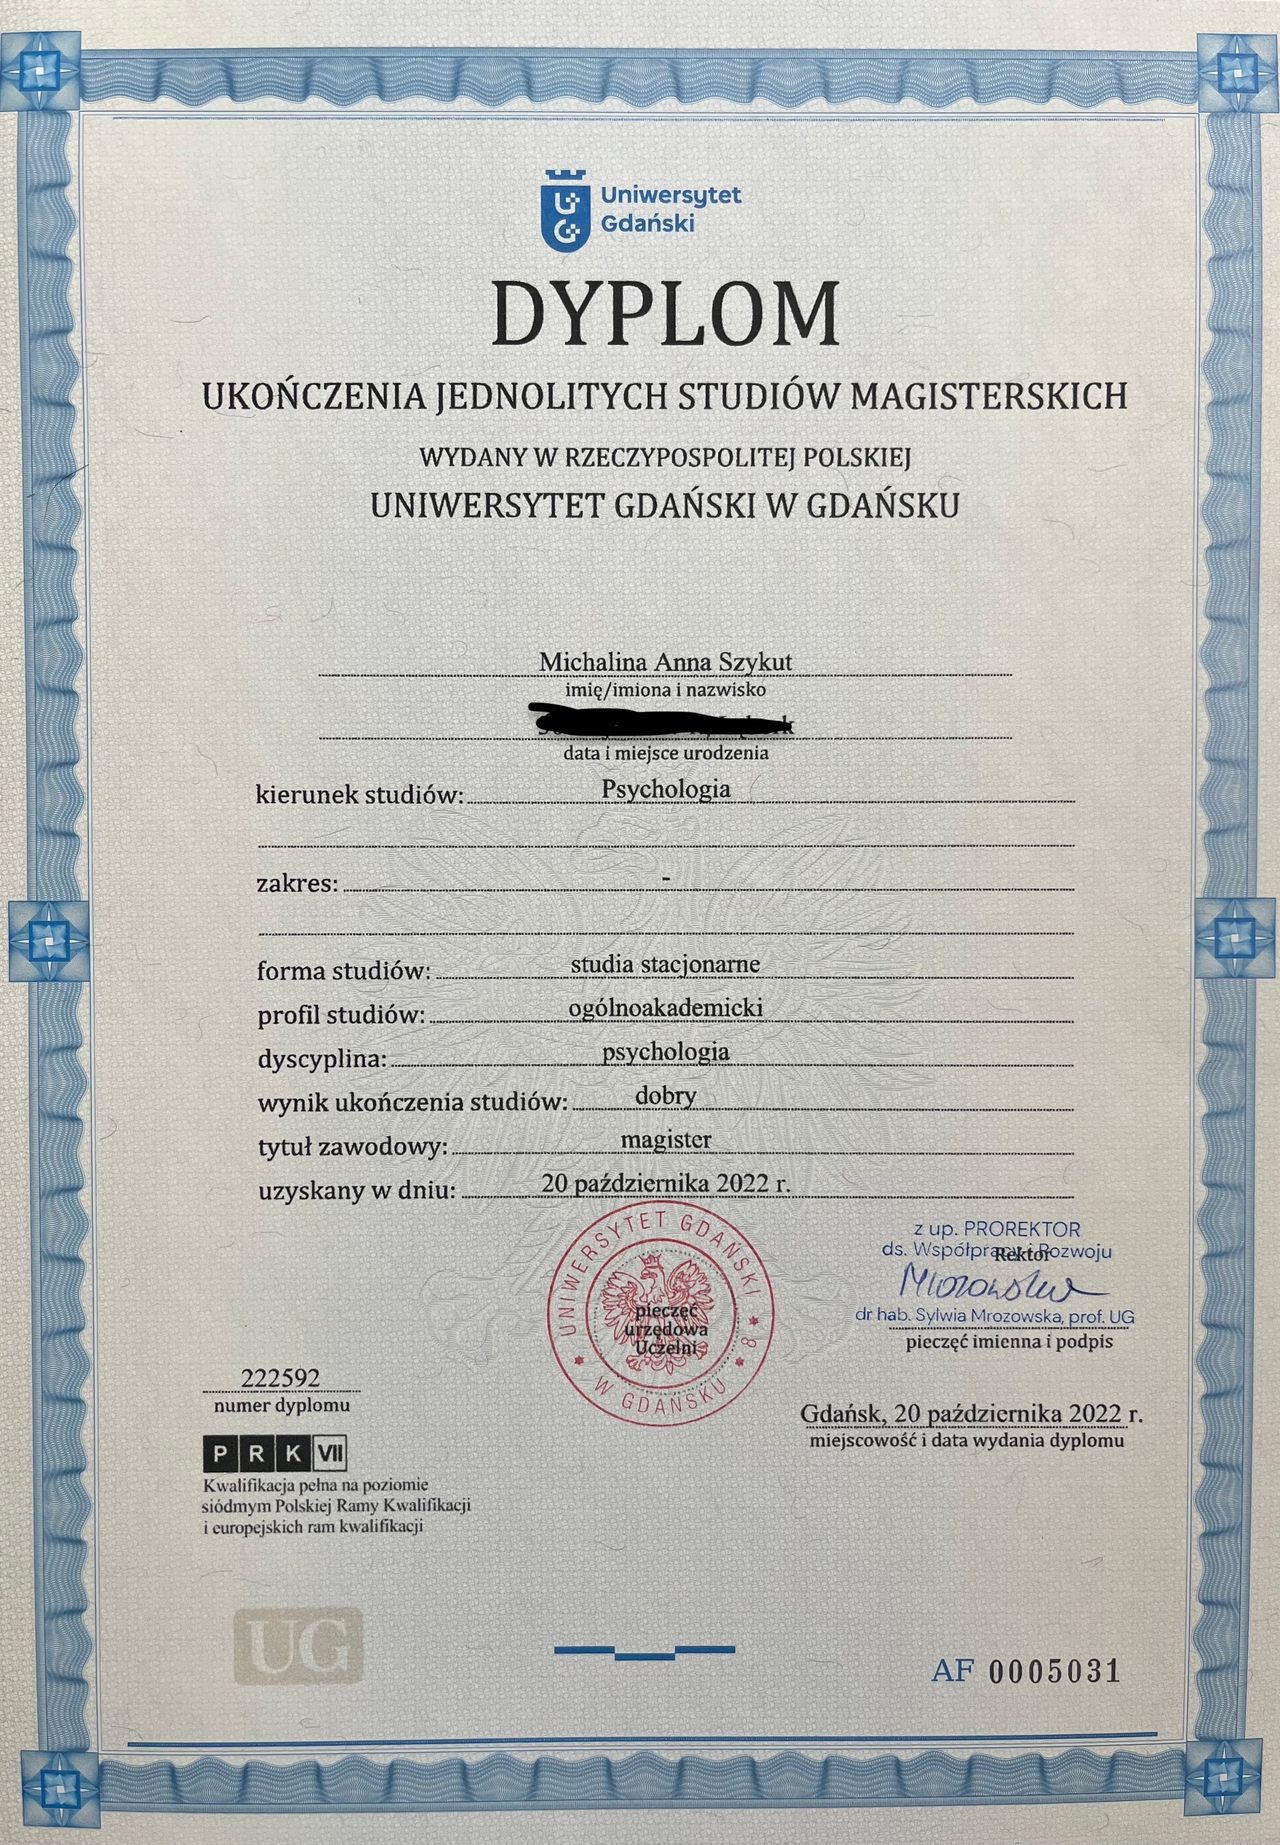 Uniwersytet
Gdański
DYPLOM
UKOŃCZENIA JEDNOLITYCH STUDIÓW MAGISTERSKICH
WYDANY W RZECZYPOSPOLITEJ POLSKIEJ
UNIWERSYTET GDAŃSKI W GDAŃSKU
Michalina Anna Szykut
imię/imiona i nazwisko
data i miejsce urodzenia
kierunek studiów: Psychologia
zakres: -
forma studiów: studia stacjonarne
profil studiów: ogólnoakademicki
dyscyplina: psychologia
wynik ukończenia studiów: dobry
tytuł zawodowy: magister
uzyskany w dniu: 20 października 2022 r.
UNIWERSYTET GDAŃSKI
W GDAŃSKU
8
pieczęć
urzędowa
Uczelni
z up. PROREKTOR
ds. Współpracy i Rozwoju
Rektor
Mrozowska
dr hab. Sylwia Mrozowska, prof. UG
pieczęć imienna i podpis
222592
numer dyplomu
Gdańsk, 20 października 2022 r.
miejscowość i data wydania dyplomu
PRK VII
Kwalifikacja pełna na poziomie
siódmym Polskiej Ramy Kwalifikacji
i europejskich ram kwalifikacji
UG
AF 0005031